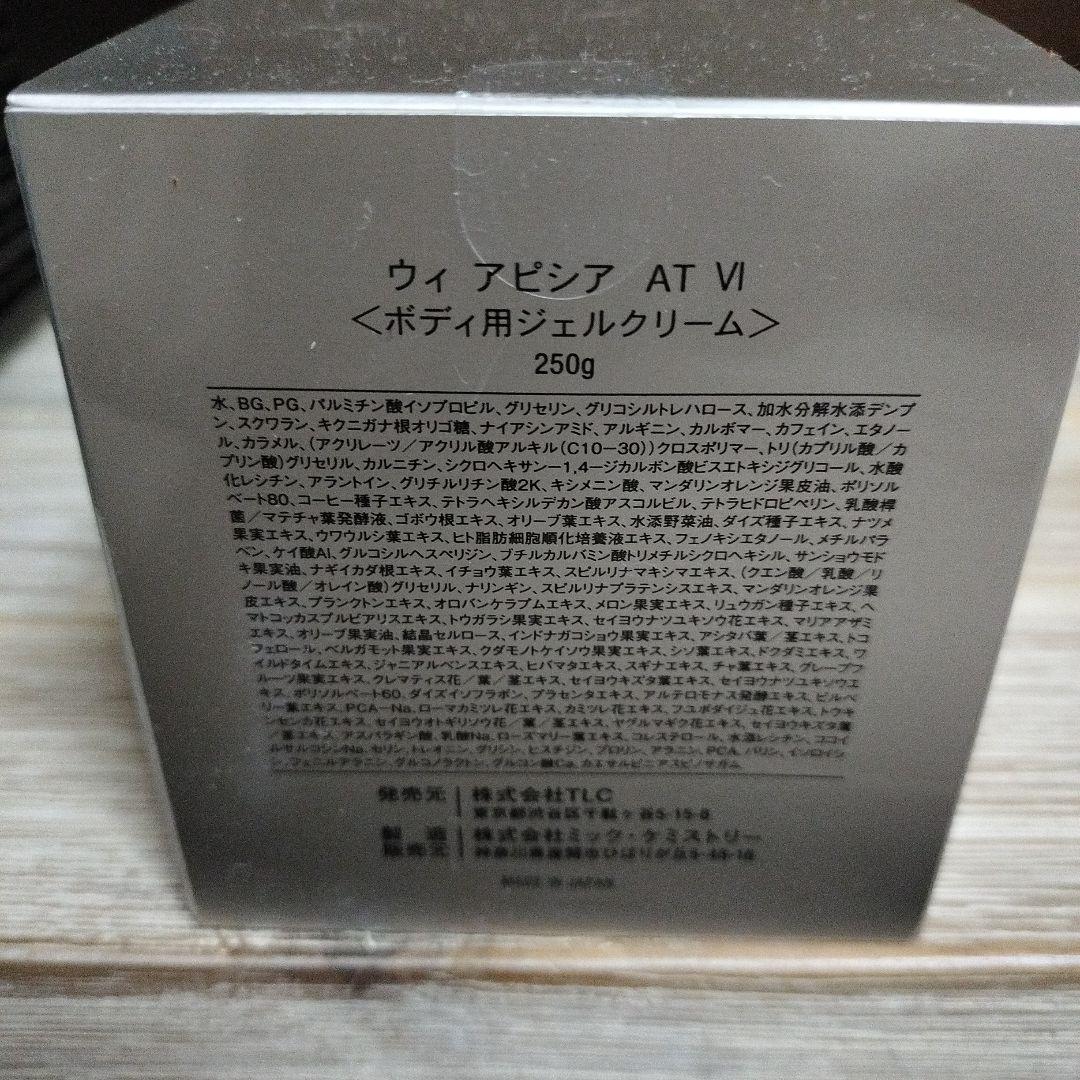 ウィ アピシア AT Ⅵ
＜ボディ用ジェルクリーム＞
250g
水、BG、PG、パルミチン酸イソプロピル、グリセリン、グリコシルトレハロース、加水分解水添デンプ
ン、スクワラン、キクニガナ根オリゴ糖、ナイアシンアミド、アルギニン、カルボマー、カフェイン、エタノー
ル、カラメル、（アクリレーツ／アクリル酸アルキル（C10－30））クロスポリマー、トリ（カプリル酸／カ
プリン酸）グリセリル、カルニチン、シクロヘキサン－1,4－ジカルボン酸ビスエトキシジグリコール、水酸
化レシチン、アラントイン、グリチルリチン酸2K、キシメニン酸、マンダリンオレンジ果皮油、ポリソル
ベート80、コーヒー種子エキス、テトラヘキシルデカン酸アスコルビル、テトラヒドロピペリン、乳酸桿
菌／マテチャ葉発酵液、ゴボウ根エキス、オリーブ葉エキス、水添野菜油、ダイズ種子エキス、ナツメ
果実エキス、ウワウルシ葉エキス、ヒト脂肪細胞順化培養液エキス、フェノキシエタノール、メチルパラ
ベン、ケイ酸Al、グルコシルヘスペリジン、ブチルカルバミン酸トリメチルシクロヘキシル、サンショウモド
キ果実油、ナギイカダ根エキス、イチョウ葉エキス、スピルリナマキシマエキス、（クエン酸／乳酸／リ
ノール酸／オレイン酸）グリセリル、ナリンギン、スピルリナプラテンシスエキス、マンダリンオレンジ果
皮エキス、プランクトンエキス、オロバンケラプムエキス、メロン果実エキス、リュウガン種子エキス、ヘ
マトコッカスプルビアリスエキス、トウガラシ果実エキス、セイヨウナツユキソウ花エキス、マリアアザミ
エキス、オリーブ果実油、結晶セルロース、インドナガコショウ果実エキス、アシタバ葉／茎エキス、トコ
フェロール、ベルガモット果実エキス、クダモノトケイソウ果実エキス、シソ葉エキス、ドクダミエキス、ワ
イルドタイムエキス、ジャニアルベンスエキス、ヒバマタエキス、スギナエキス、チャ葉エキス、グレープフ
ルーツ果実エキス、クレマティス花／葉／茎エキス、セイヨウキズタ葉エキス、セイヨウナツユキソウエ
キス、ポリソルベート60、ダイズイソフラボン、プラセンタエキス、アルテロモナス発酵エキス、ビルベ
リー葉エキス、PCA－Na、ローマカミツレ花エキス、カミツレ花エキス、フユボダイジュ花エキス、トウキ
ンセンカ花エキス、セイヨウオトギリソウ花／葉／茎エキス、ヤグルマギク花エキス、セイヨウキズタ葉
／茎エキス、アスパラギン酸、乳酸Na、ローズマリー葉エキス、コレステロール、水添レシチン、ココイ
ルサルコシンNa、セリン、トレオニン、グリシン、ヒスチジン、プロリン、アラニン、PCA、バリン、イソロイシ
ン、フェニルアラニン、グルコノラクトン、グルコン酸Ca、カエサルピニアスピノサガム
発売元 株式会社TLC
東京都渋谷区千駄ヶ谷5-15-6
製造 株式会社ミック・ケミストリー
販売元
MADE IN JAPAN